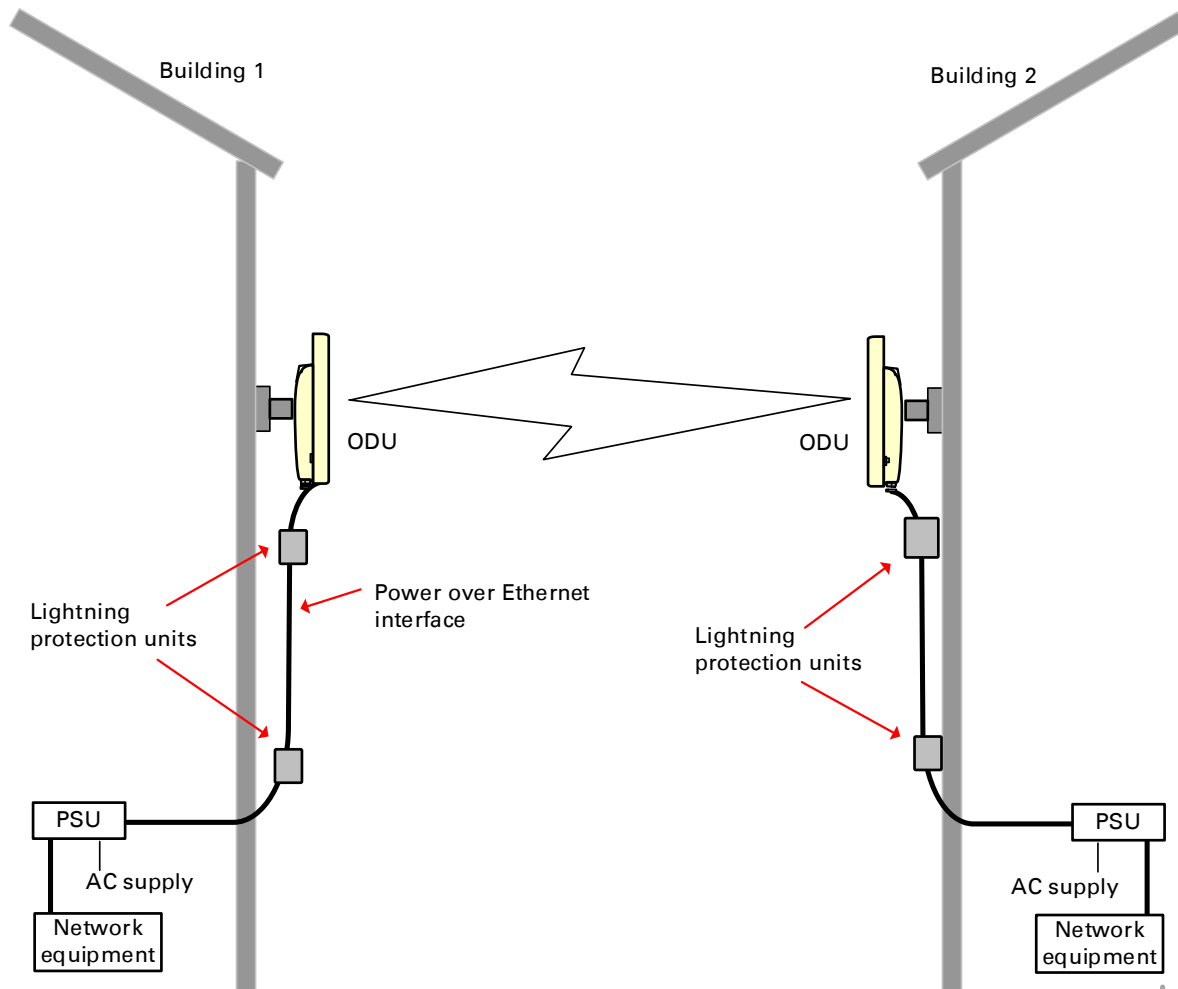 Building 1
Building 2
ODU
ODU
Power over Ethernet
interface
Lightning
protection units
Lightning
protection units
PSU
AC supply
Network
equipment
PSU
AC supply
Network
equipment